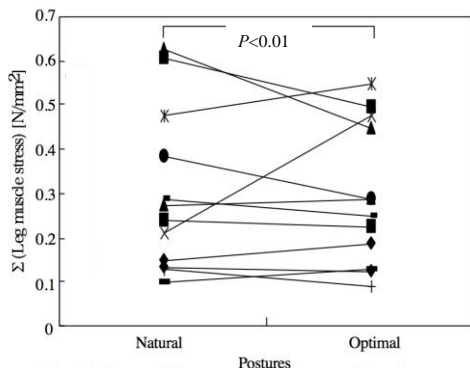 0.7
P<0.01
0.6
0.5
0.4
0.3
0.2
0.1
0
Σ (Leg muscle stress) [N/mm²]
Natural Optimal
Postures